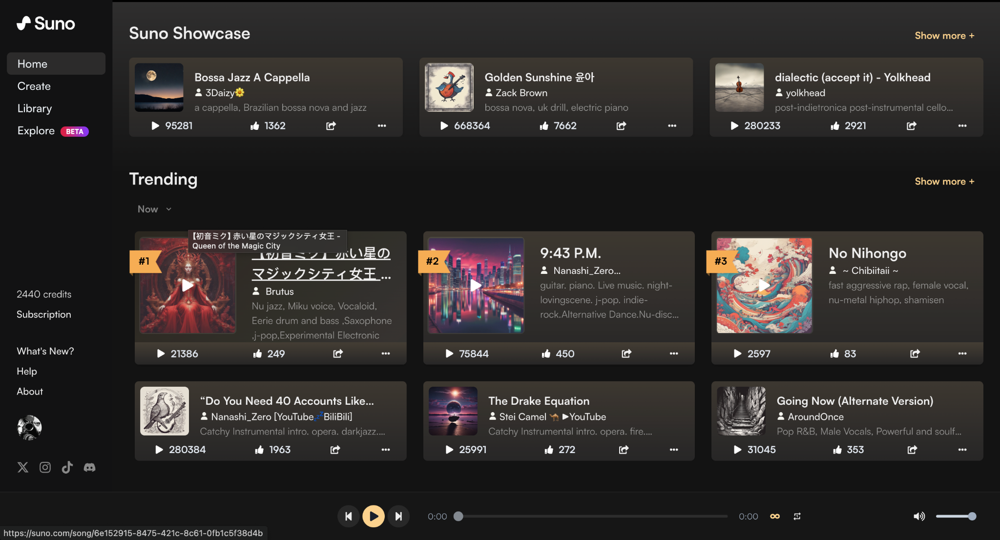 Suno
Home
Create
Library
Explore BETA
2440 credits
Subscription
What's New?
Help
About
Suno Showcase
Show more +
Bossa Jazz A Cappella
3Daizy🌼
a cappella, Brazilian bossa nova and jazz
95281
1362
Golden Sunshine 윤아
Zack Brown
bossa nova, uk drill, electric piano
668364
7662
dialectic (accept it) - Yolkhead
yolkhead
post-indietronica post-instrumental cello...
280233
2921
Trending
Show more +
Now
【初音ミク】赤い星のマジックシティ女王 -
Queen of the Magic City
#1
【初音ミク】赤い星の
マジックシティ女王 ...
Brutus
Nu jazz, Miku voice, Vocaloid,
Eerie drum and bass ,Saxophone
,j-pop,Experimental Electronic
21386
249
#2
9:43 P.M.
Nanashi_Zero...
guitar. piano. Live music. night-
lovingscene. j-pop. indie-
rock.Alternative Dance.Nu-disc...
75844
450
#3
No Nihongo
~ Chibiitaii ~
fast aggressive rap, female vocal,
nu-metal hiphop, shamisen
2597
83
“Do You Need 40 Accounts Like...
Nanashi_Zero [YouTube💤BiliBili]
Catchy Instrumental intro. opera. darkjazz....
280384
1963
The Drake Equation
Stei Camel 🐪 ▶YouTube
Catchy Instrumental intro. opera. fire....
25991
272
Going Now (Alternate Version)
AroundOnce
Pop R&B, Male Vocals, Powerful and soulf...
31045
353
0:00
0:00
https://suno.com/song/6e152915-8475-421c-8c61-0fb1c5f38d4b